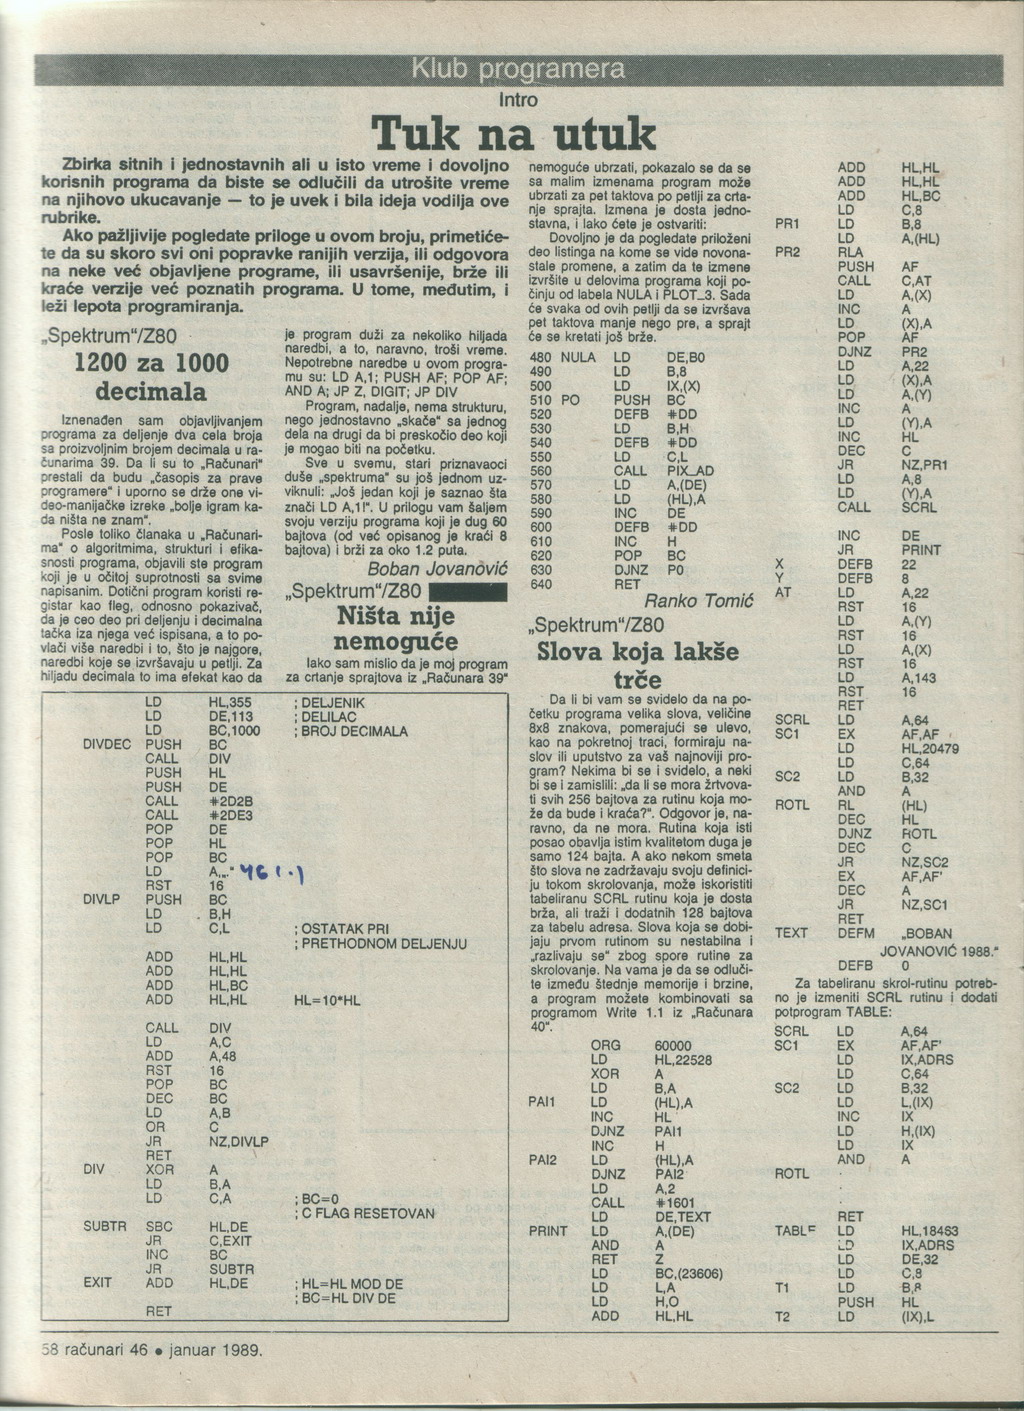 Klub programera
Intro
Tuk na utuk
Zbirka sitnih i jednostavnih ali u isto vreme i dovoljno
korisnih programa da biste se odlučili da utrošite vreme
na njihovo ukucavanje — to je uvek i bila ideja vodilja ove
rubrike.
Ako pažljivije pogledate priloge u ovom broju, primetiće-
te da su skoro svi oni popravke ranijih verzija, ili odgovora
na neke već objavljene programe, ili usavršenije, brže ili
kraće verzije već poznatih programa. U tome, međutim, i
leži lepota programiranja.
„Spektrum“/Z80
1200 za 1000
decimala
Iznenađen sam objavljivanjem
programa za deljenje dva cela broja
sa proizvoljnim brojem decimala u ra-
čunarima 39. Da li su to „Računari“
prestali da budu „časopis za prave
programere“ i uporno se drže one vi-
deo-manijačke izreke „bolje igram ka-
da ništa ne znam“.
Posle toliko članaka u „Računari-
ma“ o algoritmima, strukturi i efika-
snosti programa, objavili ste program
koji je u očitoj suprotnosti sa svime
napisanim. Dotični program koristi re-
gistar kao fleg, odnosno pokazivač,
da je ceo deo pri deljenju i decimalna
tačka iza njega već ispisana, a to po-
vlači više naredbi i to, što je najgore,
naredbi koje se izvršavaju u petlji. Za
hiljadu decimala to ima efekat kao da
je program duži za nekoliko hiljada
naredbi, a to, naravno, troši vreme.
Nepotrebne naredbe u ovom progra-
mu su: LD A,1; PUSH AF; POP AF;
AND A; JP Z, DIGIT; JP DIV
Program, nadalje, nema strukturu,
nego jednostavno „skače“ sa jednog
dela na drugi da bi preskočio deo koji
je mogao biti na početku.
Sve u svemu, stari priznavaoci
duše „spektruma“ su još jednom uz-
viknuli: „Još jedan koji je saznao šta
znači LD A,1!“. U prilogu vam šaljem
svoju verziju programa koji je dug 60
bajtova (od već opisanog je kraći 8
bajtova) i brži za oko 1.2 puta.
Boban Jovanović
„Spektrum“/Z80
Ništa nije
nemoguće
Iako sam mislio da je moj program
za crtanje sprajtova iz „Računara 39“
LD HL,355 ; DELJENIK
LD DE,113 ; DELILAC
LD BC,1000 ; BROJ DECIMALA
DIVDEC PUSH BC
CALL DIV
PUSH HL
PUSH DE
CALL #2D2B
CALL #2DE3
POP DE
POP HL
POP BC
LD A,„.“ 46 (.)
RST 16
DIVLP PUSH BC
LD B,H
LD C,L ; OSTATAK PRI
; PRETHODNOM DELJENJU
ADD HL,HL
ADD HL,HL
ADD HL,BC
ADD HL,HL HL=10*HL
CALL DIV
LD A,C
ADD A,48
RST 16
POP BC
DEC BC
LD A,B
OR C
JR NZ,DIVLP
RET
DIV XOR A
LD B,A
LD C,A ; BC=0
; C FLAG RESETOVAN
SUBTR SBC HL,DE
JR C,EXIT
INC BC
JR SUBTR
EXIT ADD HL,DE ; HL=HL MOD DE
; BC=HL DIV DE
RET
nemoguće ubrzati, pokazalo se da se
sa malim izmenama program može
ubrzati za pet taktova po petlji za crta-
nje sprajta. Izmena je dosta jedno-
stavna, i lako ćete je ostvariti:
Dovoljno je da pogledate priloženi
deo listinga na kome se vide novona-
stale promene, a zatim da te izmene
izvršite u delovima programa koji po-
činju od labela NULA i PLOT_3. Sada
će svaka od ovih petlji da se izvršava
pet taktova manje nego pre, a sprajt
će se kretati još brže.
480 NULA LD DE,B0
490 LD B,8
500 LD IX,(X)
510 PO PUSH BC
520 DEFB #DD
530 LD B,H
540 DEFB #DD
550 LD C,L
560 CALL PIX_AD
570 LD A,(DE)
580 LD (HL),A
590 INC DE
600 DEFB #DD
610 INC H
620 POP BC
630 DJNZ PO
640 RET
Ranko Tomić
„Spektrum“/Z80
Slova koja lakše
trče
Da li bi vam se svidelo da na po-
četku programa velika slova, veličine
8x8 znakova, pomerajući se ulevo,
kao na pokretnoj traci, formiraju na-
slov ili uputstvo za vaš najnoviji pro-
gram? Nekima bi se i svidelo, a neki
bi se i zamislili: „da li se mora žrtvova-
ti svih 256 bajtova za rutinu koja mo-
že da bude i kraća?“. Odgovor je, na-
ravno, da ne mora. Rutina koja isti
posao obavlja istim kvalitetom duga je
samo 124 bajta. A ako nekom smeta
što slova ne zadržavaju svoju definici-
ju tokom skrolovanja, može iskoristiti
tabeliranu SCRL rutinu koja je dosta
brža, ali traži i dodatnih 128 bajtova
za tabelu adresa. Slova koja se dobi-
jaju prvom rutinom su nestabilna i
„razlivaju se“ zbog spore rutine za
skrolovanje. Na vama je da se odluči-
te između štednje memorije i brzine,
a program možete kombinovati sa
programom Write 1.1 iz „Računara
40“.
ORG 60000
LD HL,22528
XOR A
LD B,A
PAI1 LD (HL),A
INC HL
DJNZ PAI1
INC H
PAI2 LD (HL),A
DJNZ PAI2
LD A,2
CALL #1601
LD DE,TEXT
PRINT LD A,(DE)
AND A
RET Z
LD BC,(23606)
LD L,A
LD H,O
ADD HL,HL
ADD HL,HL
ADD HL,HL
ADD HL,BC
LD C,8
PR1 LD B,8
LD A,(HL)
PR2 RLA
PUSH AF
CALL C,AT
LD A,(X)
INC A
LD (X),A
POP AF
DJNZ PR2
LD A,22
LD (X),A
LD A,(Y)
INC A
LD (Y),A
INC HL
DEC C
JR NZ,PR1
LD A,8
LD (Y),A
CALL SCRL
INC DE
JR PRINT
X DEFB 22
Y DEFB 8
AT LD A,22
RST 16
LD A,(Y)
RST 16
LD A,(X)
RST 16
LD A,143
RST 16
RET
SCRL LD A,64
SC1 EX AF,AF
LD HL,20479
LD C,64
SC2 LD B,32
AND A
ROTL RL (HL)
DEC HL
DJNZ ROTL
DEC C
JR NZ,SC2
EX AF,AF'
DEC A
JR NZ,SC1
RET
TEXT DEFM „BOBAN
JOVANOVIĆ 1988.“
DEFB 0
Za tabeliranu skrol-rutinu potreb-
no je izmeniti SCRL rutinu i dodati
potprogram TABLE:
SCRL LD A,64
SC1 EX AF,AF'
LD IX,ADRS
LD C,64
SC2 LD B,32
LD L,(IX)
INC IX
LD H,(IX)
LD IX
AND A
ROTL .
.
RET
TABLE LD HL,18463
LD IX,ADRS
LD DE,32
LD C,8
T1 LD B,8
PUSH HL
T2 LD (IX),L
58 računari 46 • januar 1989.